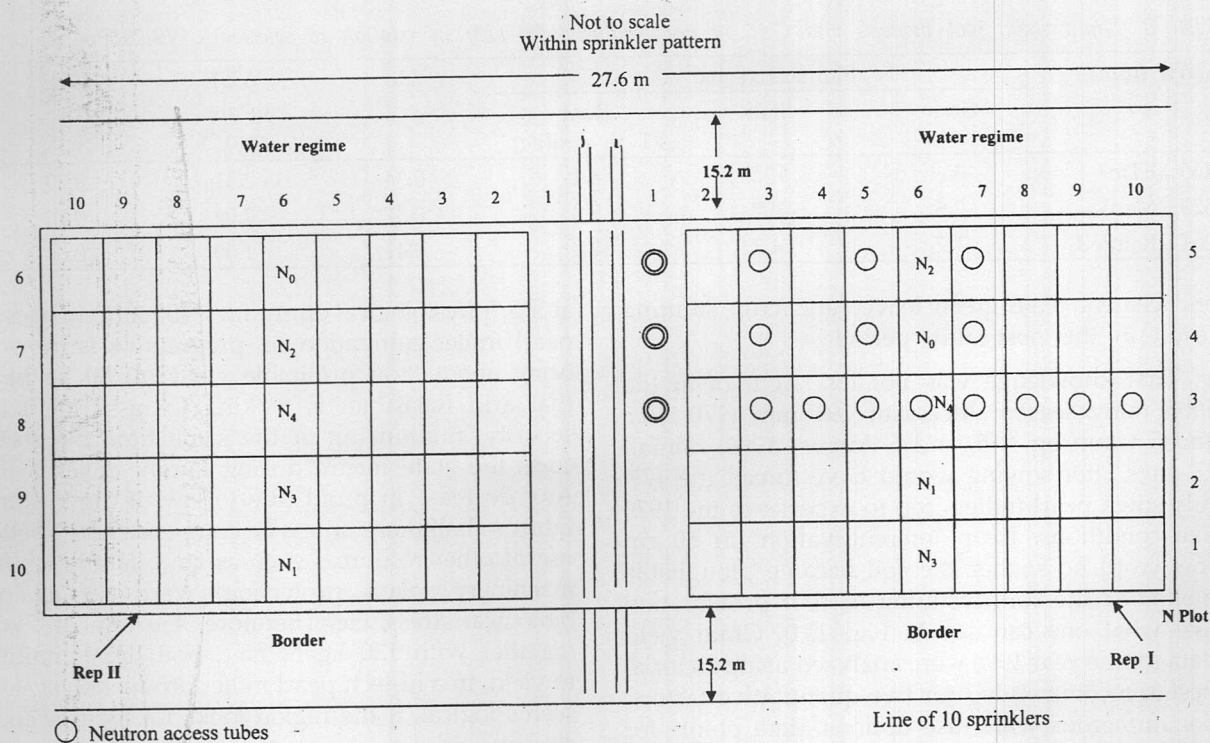 Not to scale
Within sprinkler pattern
27.6 m
Water regime
Water regime
15.2 m
10 9 8 7 6 5 4 3 2 1 1 2 3 4 5 6 7 8 9 10
6 N₀ N₂ 5
7 N₂ N₀ 4
8 N₄ N₄ 3
9 N₃ N₁ 2
10 N₁ N₃ 1
N Plot
Border
Border
Rep II
Rep I
15.2 m
Line of 10 sprinklers
Neutron access tubes